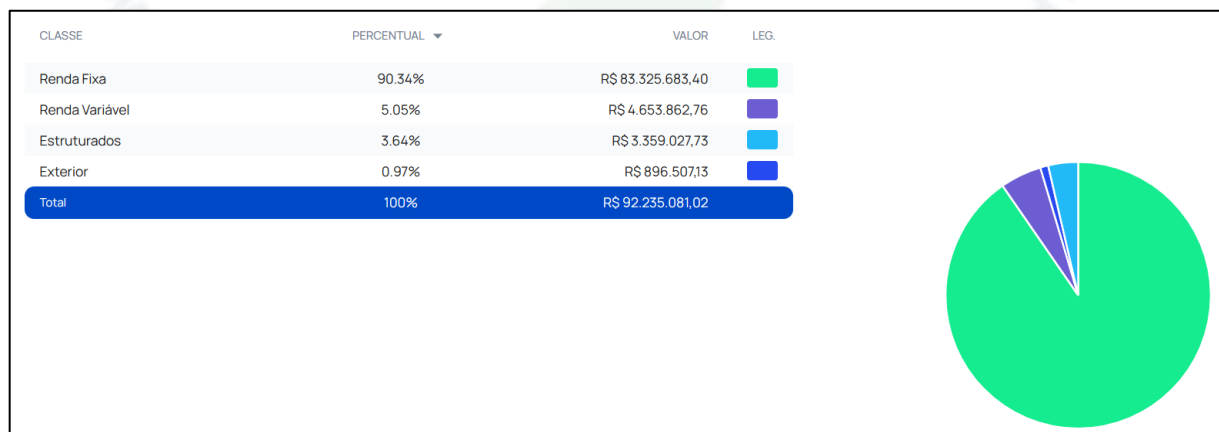 CLASSE PERCENTUAL VALOR LEG.
Renda Fixa 90.34% R$ 83.325.683,40
Renda Variável 5.05% R$ 4.653.862,76
Estruturados 3.64% R$ 3.359.027,73
Exterior 0.97% R$ 896.507,13
Total 100% R$ 92.235.081,02